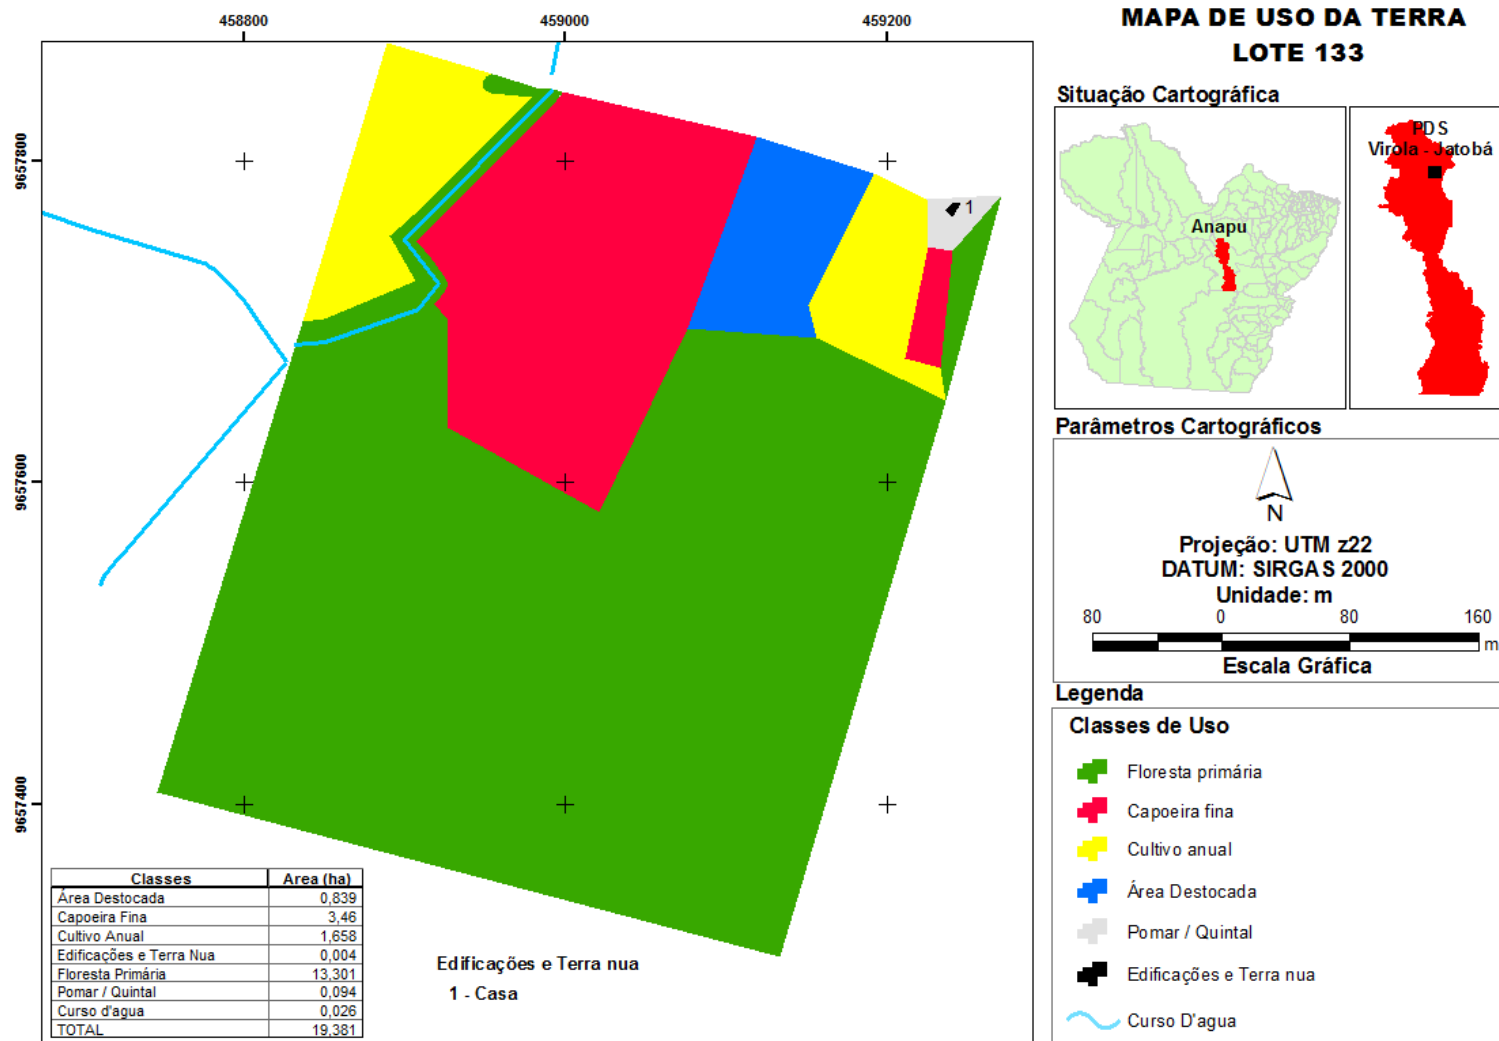 MAPA DE USO DA TERRA
LOTE 133
458800
459000
459200
9657800
9657600
9657400
1
Situação Cartográfica
Anapu
PDS
Virola - Jatobá
Parâmetros Cartográficos
N
Projeção: UTM z22
DATUM: SIRGAS 2000
Unidade: m
80 0 80 160
m
Escala Gráfica
Legenda
Classes de Uso
Floresta primária
Capoeira fina
Cultivo anual
Área Destocada
Pomar / Quintal
Edificações e Terra nua
Curso D'agua
Classes Area (ha)
Área Destocada 0,839
Capoeira Fina 3,46
Cultivo Anual 1,658
Edificações e Terra Nua 0,004
Floresta Primária 13,301
Pomar / Quintal 0,094
Curso d'agua 0,026
TOTAL 19,381
Edificações e Terra nua
1 - Casa